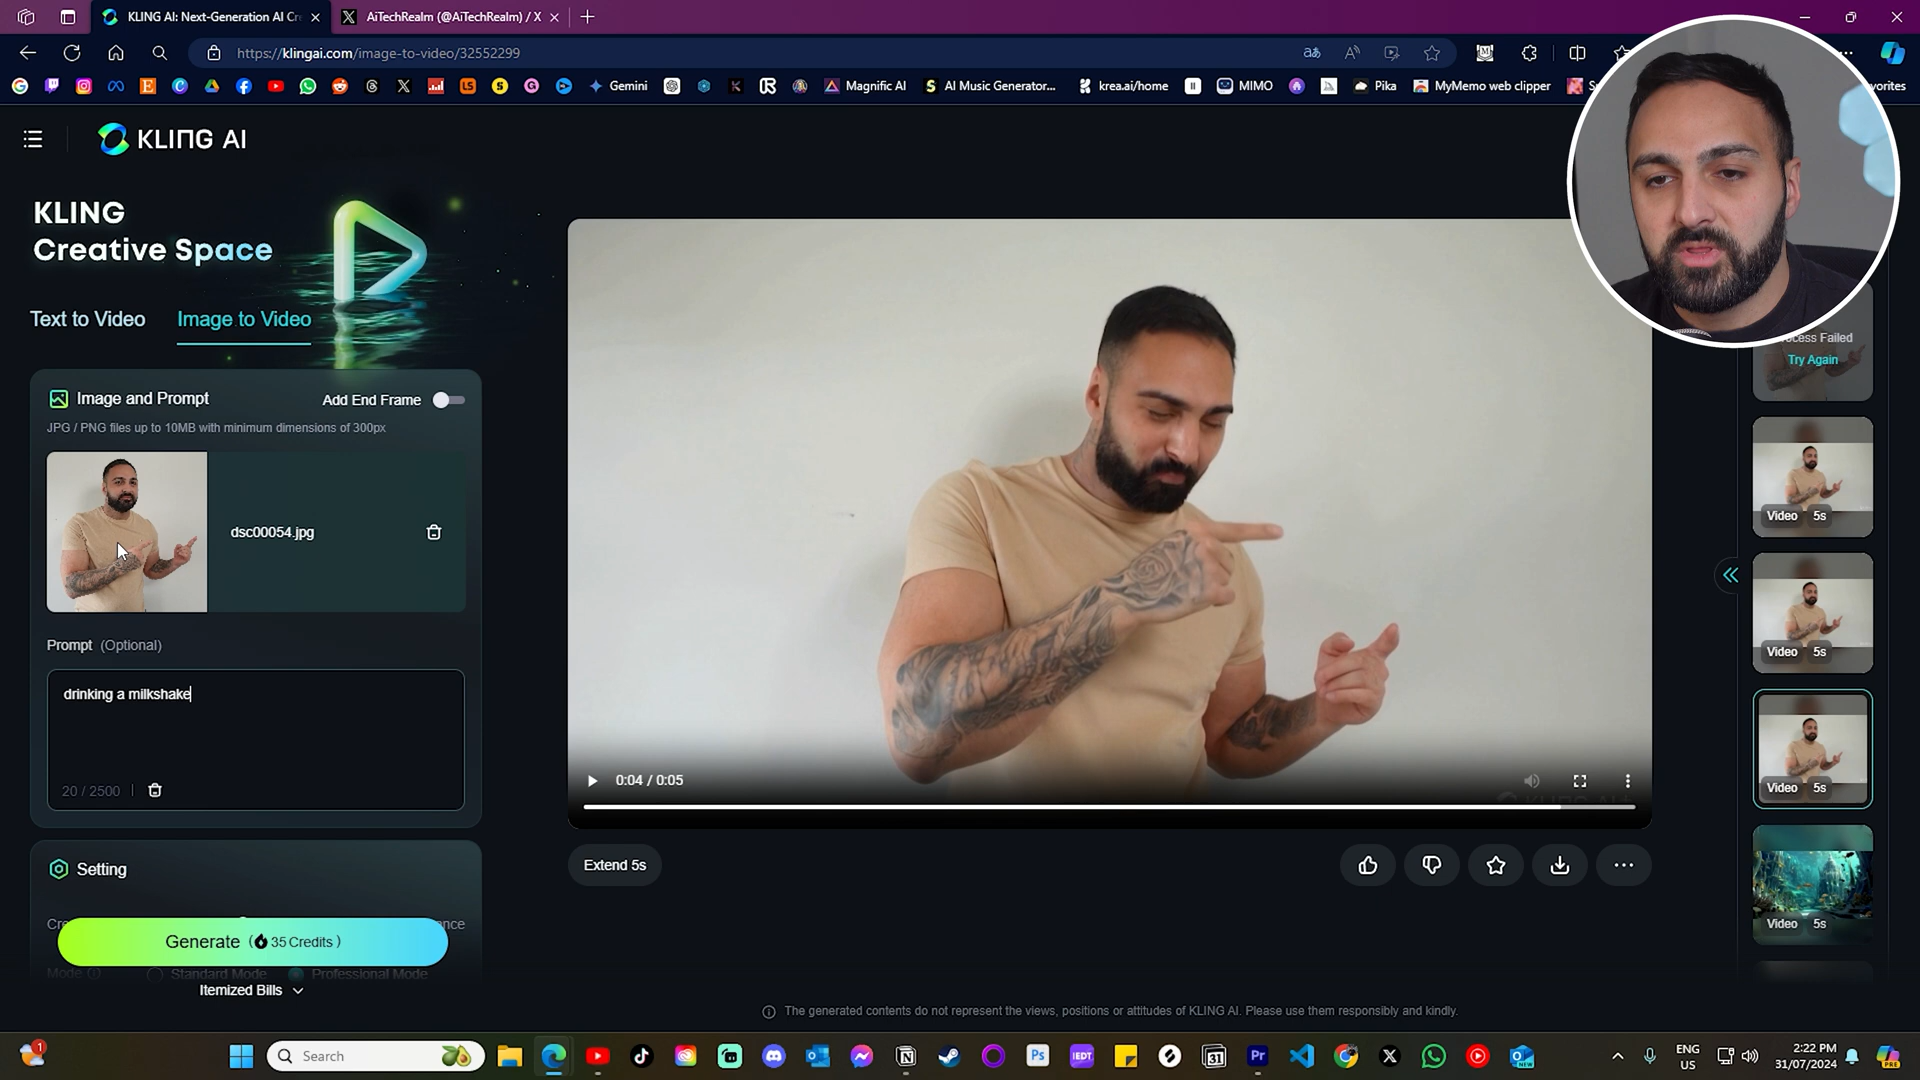 KLING AI: Next-Generation AI Cr
AiTechRealm (@AiTechRealm) / X
https://klingai.com/image-to-video/32552299
Gemini
Magnific AI
AI Music Generator...
krea.ai/home
MIMO
Pika
MyMemo web clipper
KLING AI
KLING
Creative Space
Text to Video
Image to Video
Image and Prompt
Add End Frame
JPG / PNG files up to 10MB with minimum dimensions of 300px
dsc00054.jpg
Prompt (Optional)
drinking a milkshake
20 / 2500
Setting
Generate ( 35 Credits )
Mode
Standard Mode
Professional Mode
Itemized Bills
0:04 / 0:05
Extend 5s
Try Again
Video 5s
Video 5s
Video 5s
Video 5s
The generated contents do not represent the views, positions or attitudes of KLING AI. Please use them responsibly and kindly.
Search
ENG
US
2:22 PM
31/07/2024